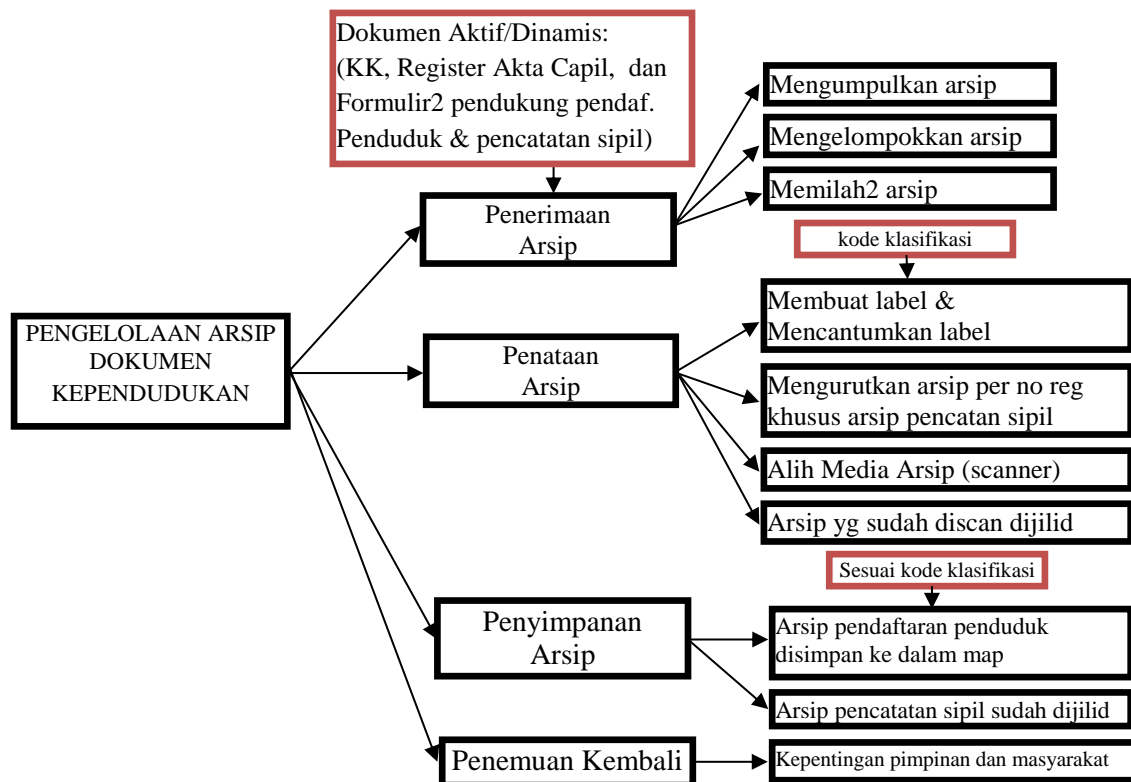 Dokumen Aktif/Dinamis:
(KK, Register Akta Capil, dan
Formulir2 pendukung pendaf.
Penduduk & pencatatan sipil)
Mengumpulkan arsip
Mengelompokkan arsip
Memilah2 arsip
Penerimaan
Arsip
kode klasifikasi
Membuat label &
Mencantumkan label
PENGELOLAAN ARSIP
DOKUMEN
KEPENDUDUKAN
Penataan
Arsip
Mengurutkan arsip per no reg
khusus arsip pencatan sipil
Alih Media Arsip (scanner)
Arsip yg sudah discan dijilid
Sesuai kode klasifikasi
Penyimpanan
Arsip
Arsip pendaftaran penduduk
disimpan ke dalam map
Arsip pencatatan sipil sudah dijilid
Penemuan Kembali
Kepentingan pimpinan dan masyarakat